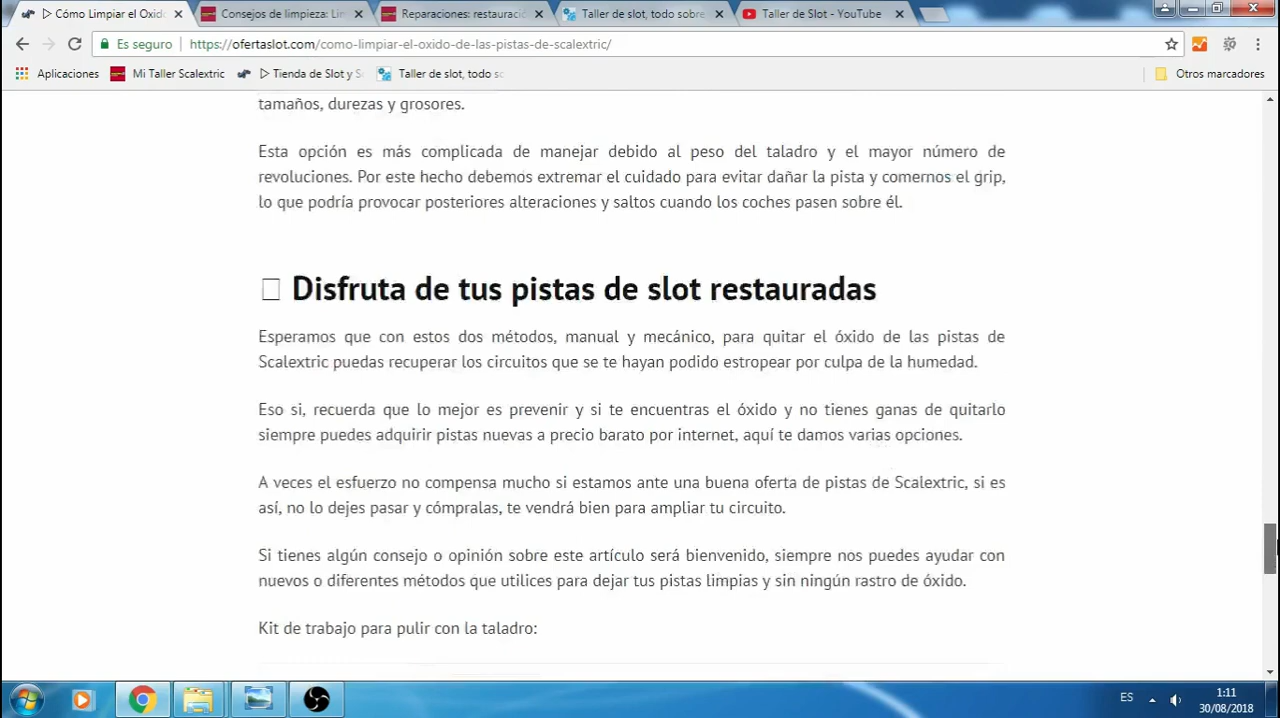 ▷ Cómo Limpiar el Oxido
Consejos de limpieza: Lim
Reparaciones: restauració
Taller de slot, todo sobre
Taller de Slot - YouTube
Es seguro
https://ofertaslot.com/como-limpiar-el-oxido-de-las-pistas-de-scalextric/
Aplicaciones
Mi Taller Scalextric
▷ Tienda de Slot y S
Taller de slot, todo so
Otros marcadores
tamaños, durezas y grosores.
Esta opción es más complicada de manejar debido al peso del taladro y el mayor número de
revoluciones. Por este hecho debemos extremar el cuidado para evitar dañar la pista y comernos el grip,
lo que podría provocar posteriores alteraciones y saltos cuando los coches pasen sobre él.
Disfruta de tus pistas de slot restauradas
Esperamos que con estos dos métodos, manual y mecánico, para quitar el óxido de las pistas de
Scalextric puedas recuperar los circuitos que se te hayan podido estropear por culpa de la humedad.
Eso si, recuerda que lo mejor es prevenir y si te encuentras el óxido y no tienes ganas de quitarlo
siempre puedes adquirir pistas nuevas a precio barato por internet, aquí te damos varias opciones.
A veces el esfuerzo no compensa mucho si estamos ante una buena oferta de pistas de Scalextric, si es
así, no lo dejes pasar y cómpralas, te vendrá bien para ampliar tu circuito.
Si tienes algún consejo o opinión sobre este artículo será bienvenido, siempre nos puedes ayudar con
nuevos o diferentes métodos que utilices para dejar tus pistas limpias y sin ningún rastro de óxido.
Kit de trabajo para pulir con la taladro:
ES
1:11
30/08/2018